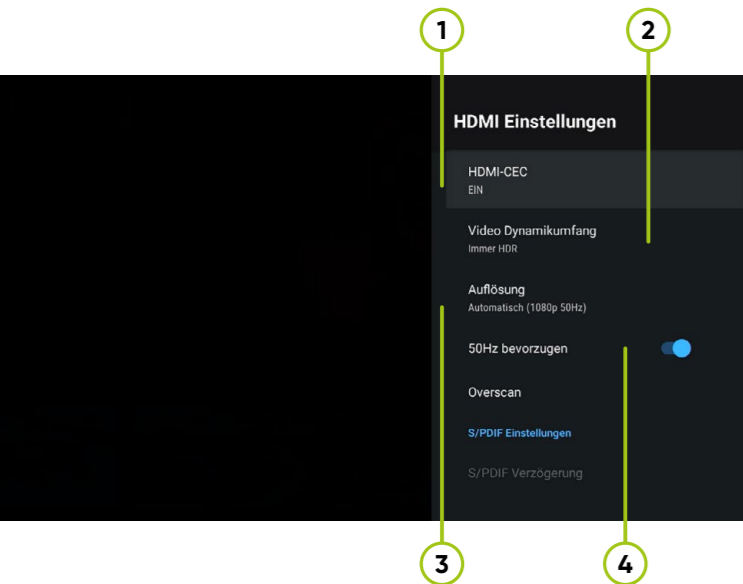 1 2
HDMI Einstellungen
HDMI-CEC
EIN
Video Dynamikumfang
Immer HDR
Auflösung
Automatisch (1080p 50Hz)
50Hz bevorzugen
Overscan
S/PDIF Einstellungen
S/PDIF Verzögerung
3 4